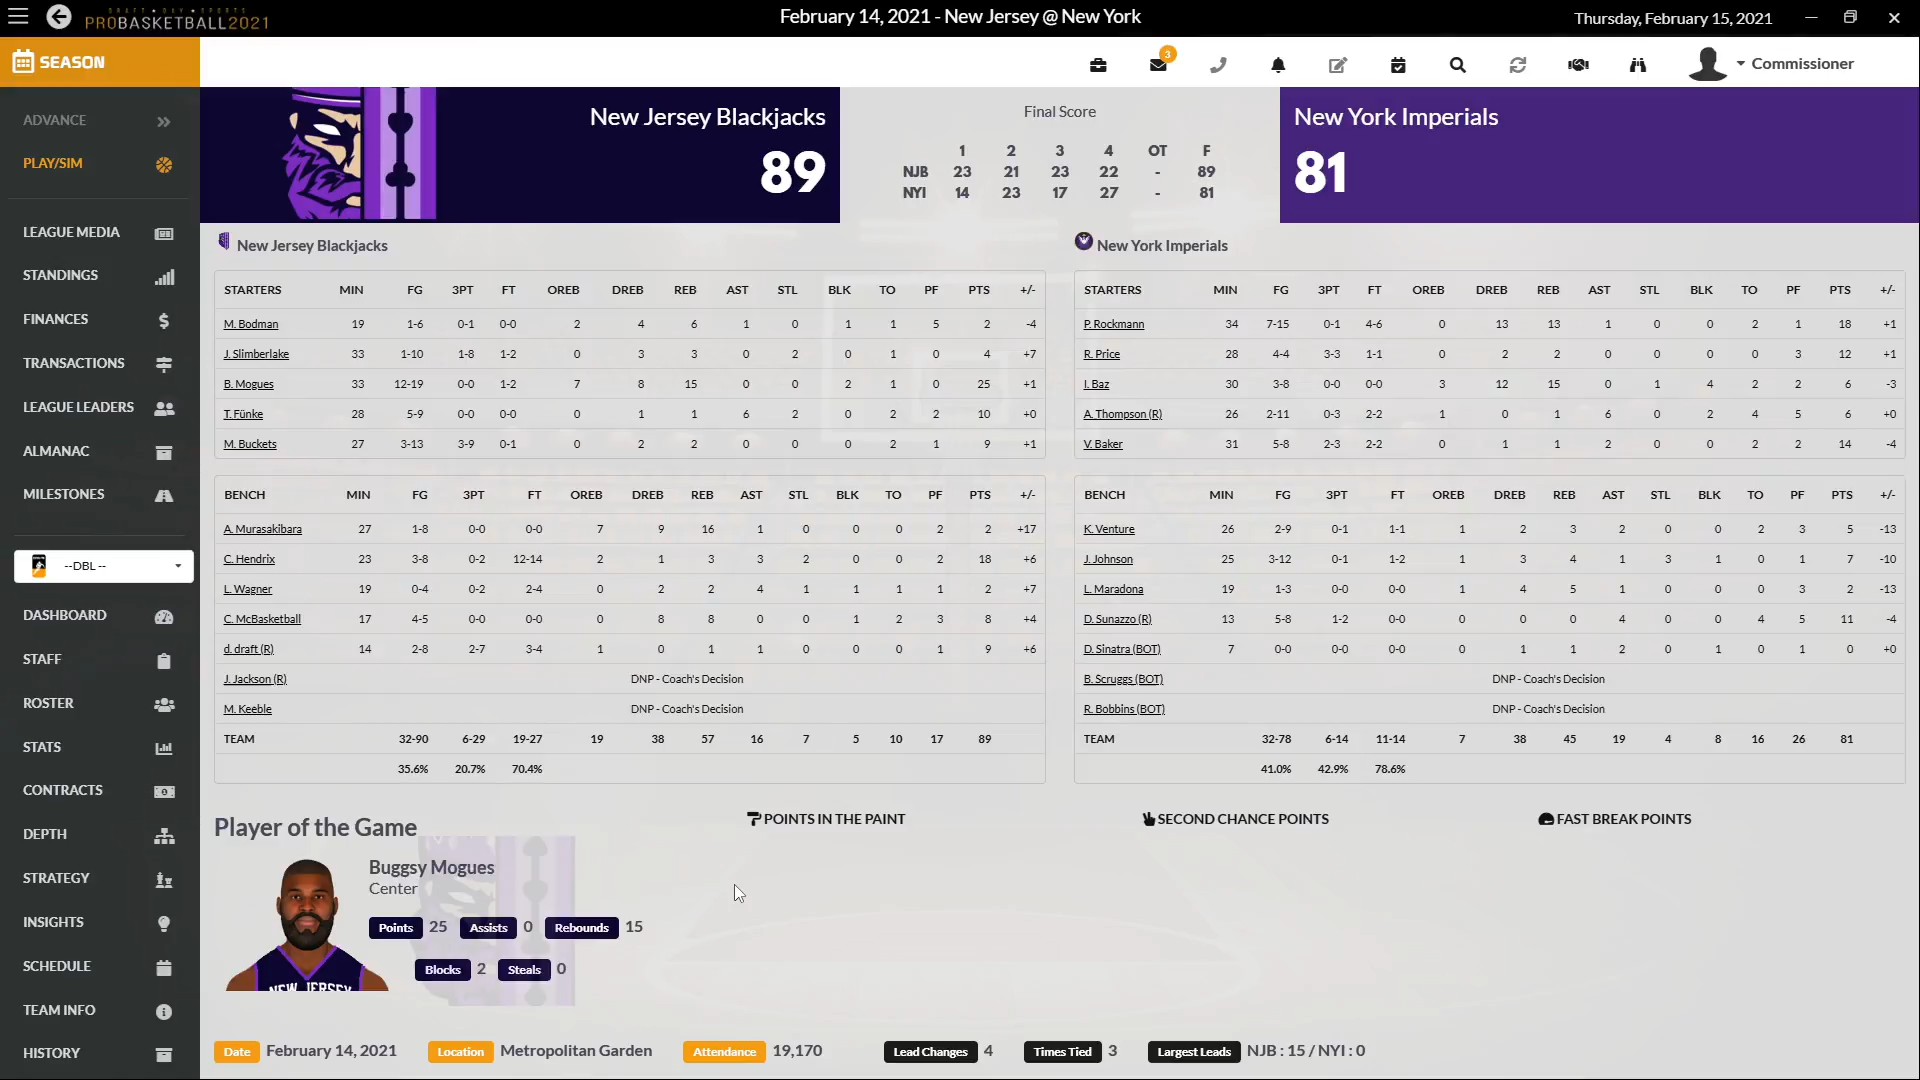 DRAFT DAY SPORTS
PROBASKETBALL2021
February 14, 2021 - New Jersey @ New York
Thursday, February 15, 2021
SEASON
3
Commissioner
ADVANCE
PLAY/SIM
LEAGUE MEDIA
STANDINGS
FINANCES
TRANSACTIONS
LEAGUE LEADERS
ALMANAC
MILESTONES
--DBL --
DASHBOARD
STAFF
ROSTER
STATS
CONTRACTS
DEPTH
STRATEGY
INSIGHTS
SCHEDULE
TEAM INFO
HISTORY
New Jersey Blackjacks
89
Final Score
1 2 3 4 OT F
NJB 23 21 23 22 - 89
NYI 14 23 17 27 - 81
New York Imperials
81
New Jersey Blackjacks
STARTERS MIN FG 3PT FT OREB DREB REB AST STL BLK TO PF PTS +/-
M. Bodman 19 1-6 0-1 0-0 2 4 6 1 0 1 1 5 2 -4
J. Slimberlake 33 1-10 1-8 1-2 0 3 3 0 2 0 1 0 4 +7
B. Mogues 33 12-19 0-0 1-2 7 8 15 0 0 2 1 0 25 +1
T. Fünke 28 5-9 0-0 0-0 0 1 1 6 2 0 2 2 10 +0
M. Buckets 27 3-13 3-9 0-1 0 2 2 0 0 0 2 1 9 +1
BENCH MIN FG 3PT FT OREB DREB REB AST STL BLK TO PF PTS +/-
A. Murasakibara 27 1-8 0-0 0-0 7 9 16 1 0 0 0 2 2 +17
C. Hendrix 23 3-8 0-2 12-14 2 1 3 3 2 0 0 2 18 +6
L. Wagner 19 0-4 0-2 2-4 0 2 2 4 1 1 1 1 2 +7
C. McBasketball 17 4-5 0-0 0-0 0 8 8 0 0 1 2 3 8 +4
d. draft (R) 14 2-8 2-7 3-4 1 0 1 1 0 0 0 1 9 +6
J. Jackson (R) DNP - Coach's Decision
M. Keeble DNP - Coach's Decision
TEAM 32-90 6-29 19-27 19 38 57 16 7 5 10 17 89
35.6% 20.7% 70.4%
New York Imperials
STARTERS MIN FG 3PT FT OREB DREB REB AST STL BLK TO PF PTS +/-
P. Rockmann 34 7-15 0-1 4-6 0 13 13 1 0 0 2 1 18 +1
R. Price 28 4-4 3-3 1-1 0 2 2 0 0 0 0 3 12 +1
I. Baz 30 3-8 0-0 0-0 3 12 15 0 1 4 2 2 6 -3
A. Thompson (R) 26 2-11 0-3 2-2 1 0 1 6 0 2 4 5 6 +0
V. Baker 31 5-8 2-3 2-2 0 1 1 2 0 0 2 2 14 -4
BENCH MIN FG 3PT FT OREB DREB REB AST STL BLK TO PF PTS +/-
K. Venture 26 2-9 0-1 1-1 1 2 3 2 0 0 2 3 5 -13
J. Johnson 25 3-12 0-1 1-2 1 3 4 1 3 1 0 1 7 -10
L. Maradona 19 1-3 0-0 0-0 1 4 5 1 0 0 0 3 2 -13
D. Sunazzo (R) 13 5-8 1-2 0-0 0 0 0 4 0 0 4 5 11 -4
D. Sinatra (BOT) 7 0-0 0-0 0-0 0 1 1 2 0 1 0 1 0 +0
B. Scruggs (BOT) DNP - Coach's Decision
R. Bobbins (BOT) DNP - Coach's Decision
TEAM 32-78 6-14 11-14 7 38 45 19 4 8 16 26 81
41.0% 42.9% 78.6%
Player of the Game
Buggsy Mogues
Center
Points 25 Assists 0 Rebounds 15
Blocks 2 Steals 0
NEW JERSEY
POINTS IN THE PAINT
SECOND CHANCE POINTS
FAST BREAK POINTS
Date February 14, 2021 Location Metropolitan Garden Attendance 19,170 Lead Changes 4 Times Tied 3 Largest Leads NJB : 15 / NYI : 0